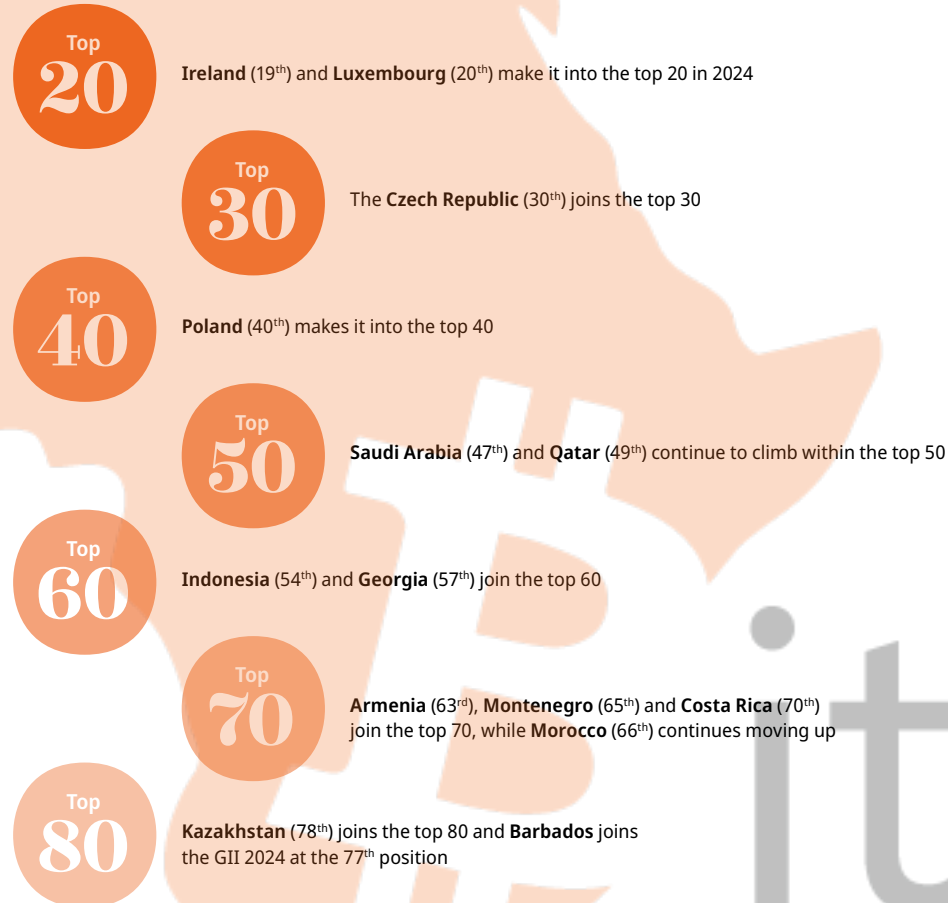 Top
20
Ireland (19th) and Luxembourg (20th) make it into the top 20 in 2024
Top
30
The Czech Republic (30th) joins the top 30
Top
40
Poland (40th) makes it into the top 40
Top
50
Saudi Arabia (47th) and Qatar (49th) continue to climb within the top 50
Top
60
Indonesia (54th) and Georgia (57th) join the top 60
Top
70
Armenia (63rd), Montenegro (65th) and Costa Rica (70th)
join the top 70, while Morocco (66th) continues moving up
Top
80
Kazakhstan (78th) joins the top 80 and Barbados joins
the GII 2024 at the 77th position
it